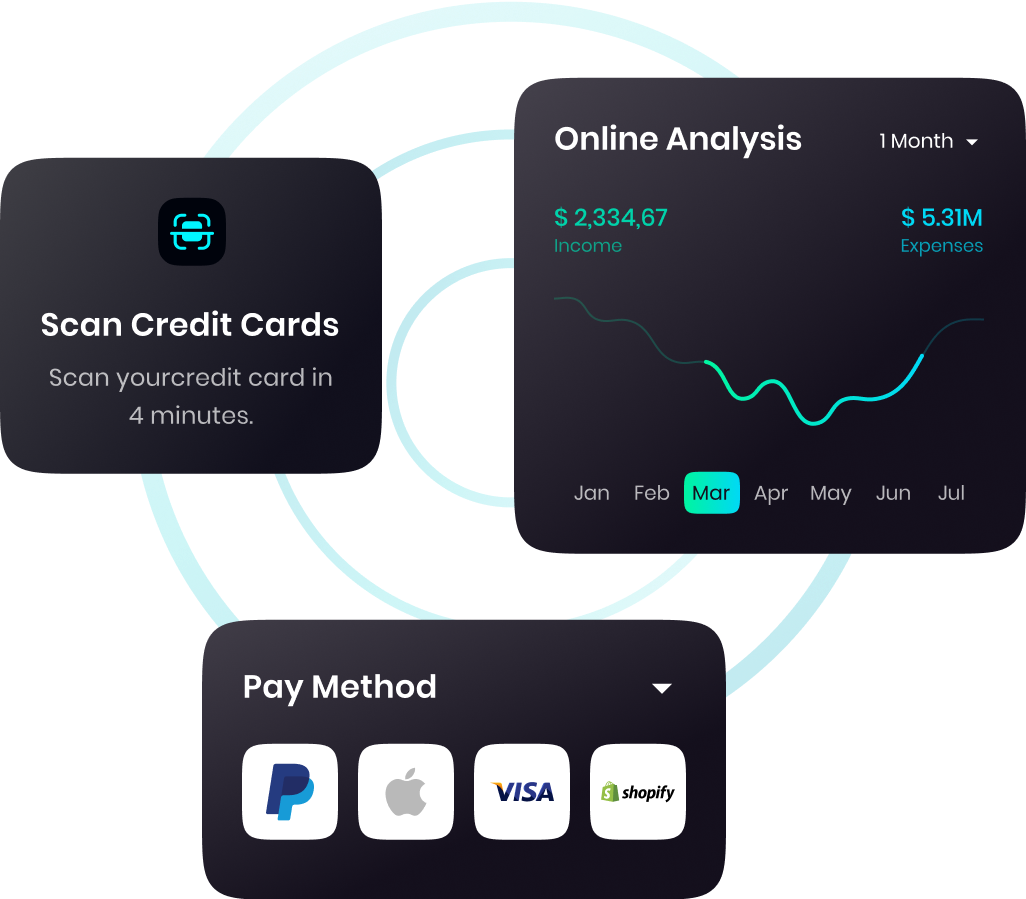 Online Analysis
1 Month
$ 2,334,67
$ 5.31M
Income
Expenses
Jan Feb Mar Apr May Jun Jul
Scan Credit Cards
Scan yourcredit card in
4 minutes.
Pay Method
VISA
shopify